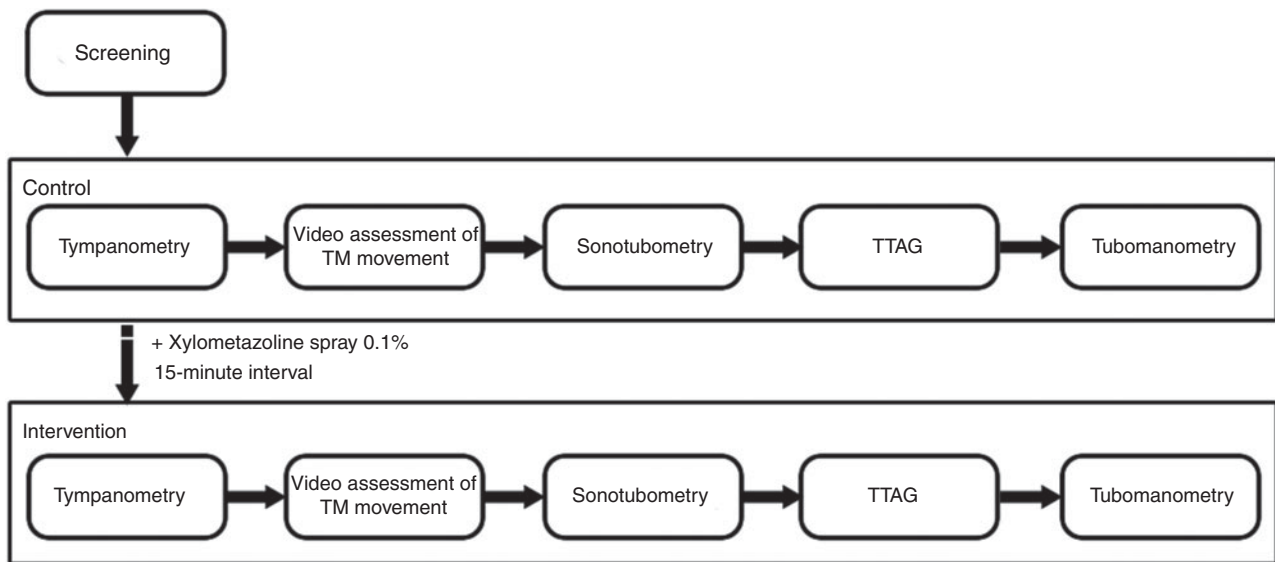 Screening
Control
Tympanometry
Video assessment of
TM movement
Sonotubometry
TTAG
Tubomanometry
+ Xylometazoline spray 0.1%
15-minute interval
Intervention
Tympanometry
Video assessment of
TM movement
Sonotubometry
TTAG
Tubomanometry